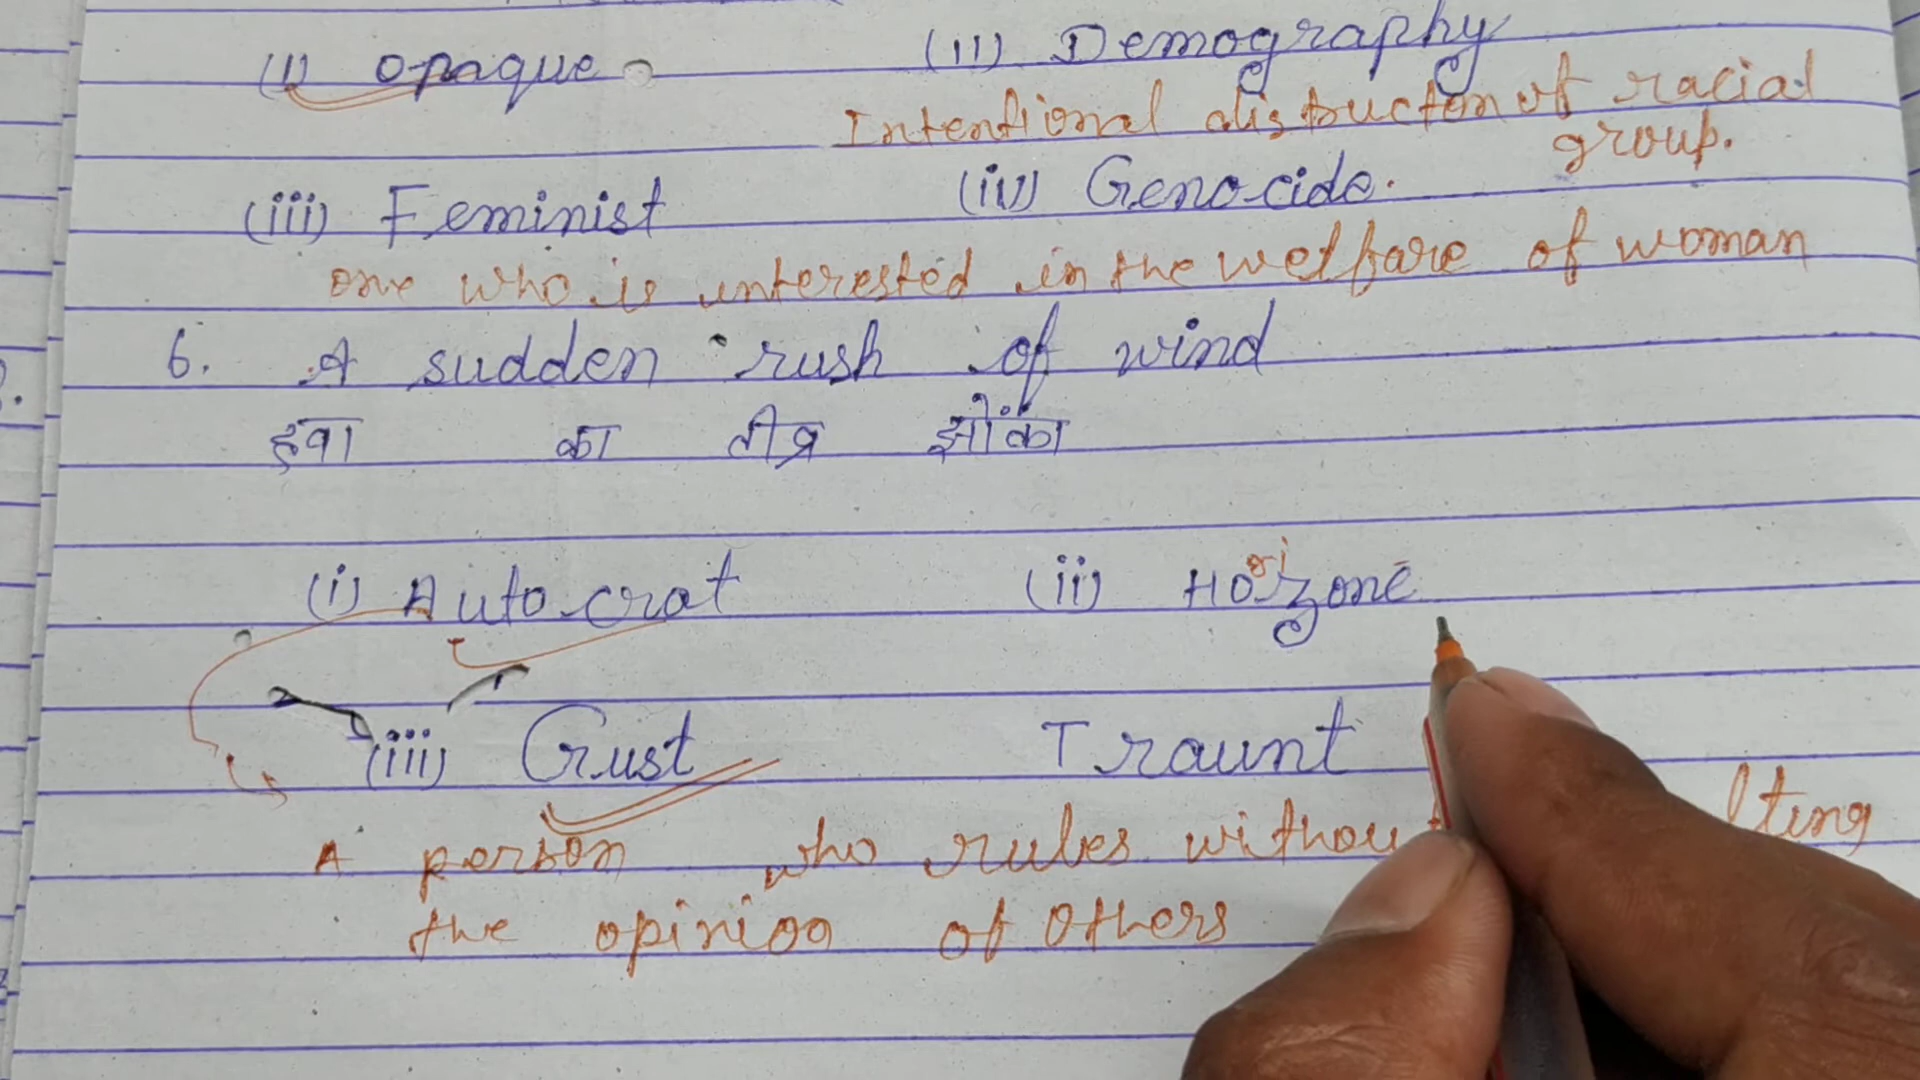 (i) opaque (ii) Demography
Intentional distructon of racial
group.
(iii) Feminist (iv) Genocide.
one who is interested in the welfare of woman
6. A sudden rush of wind
हवा का तीव्र झोंका
(i) Autocrat (ii) Horizone
(iii) Gust Traunt
A person who rules lting
the opinion of others